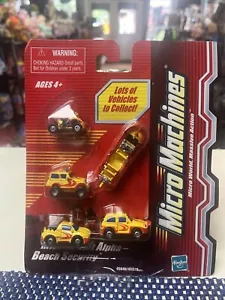 WARNING:
CHOKING HAZARD-Small parts
Not for Children under 3 years.
AGES 4+
Lots of
Vehicles
to Collect!
Micro Machines
Micro World, Massive Action
Alpha
Beach Security
Hasbro